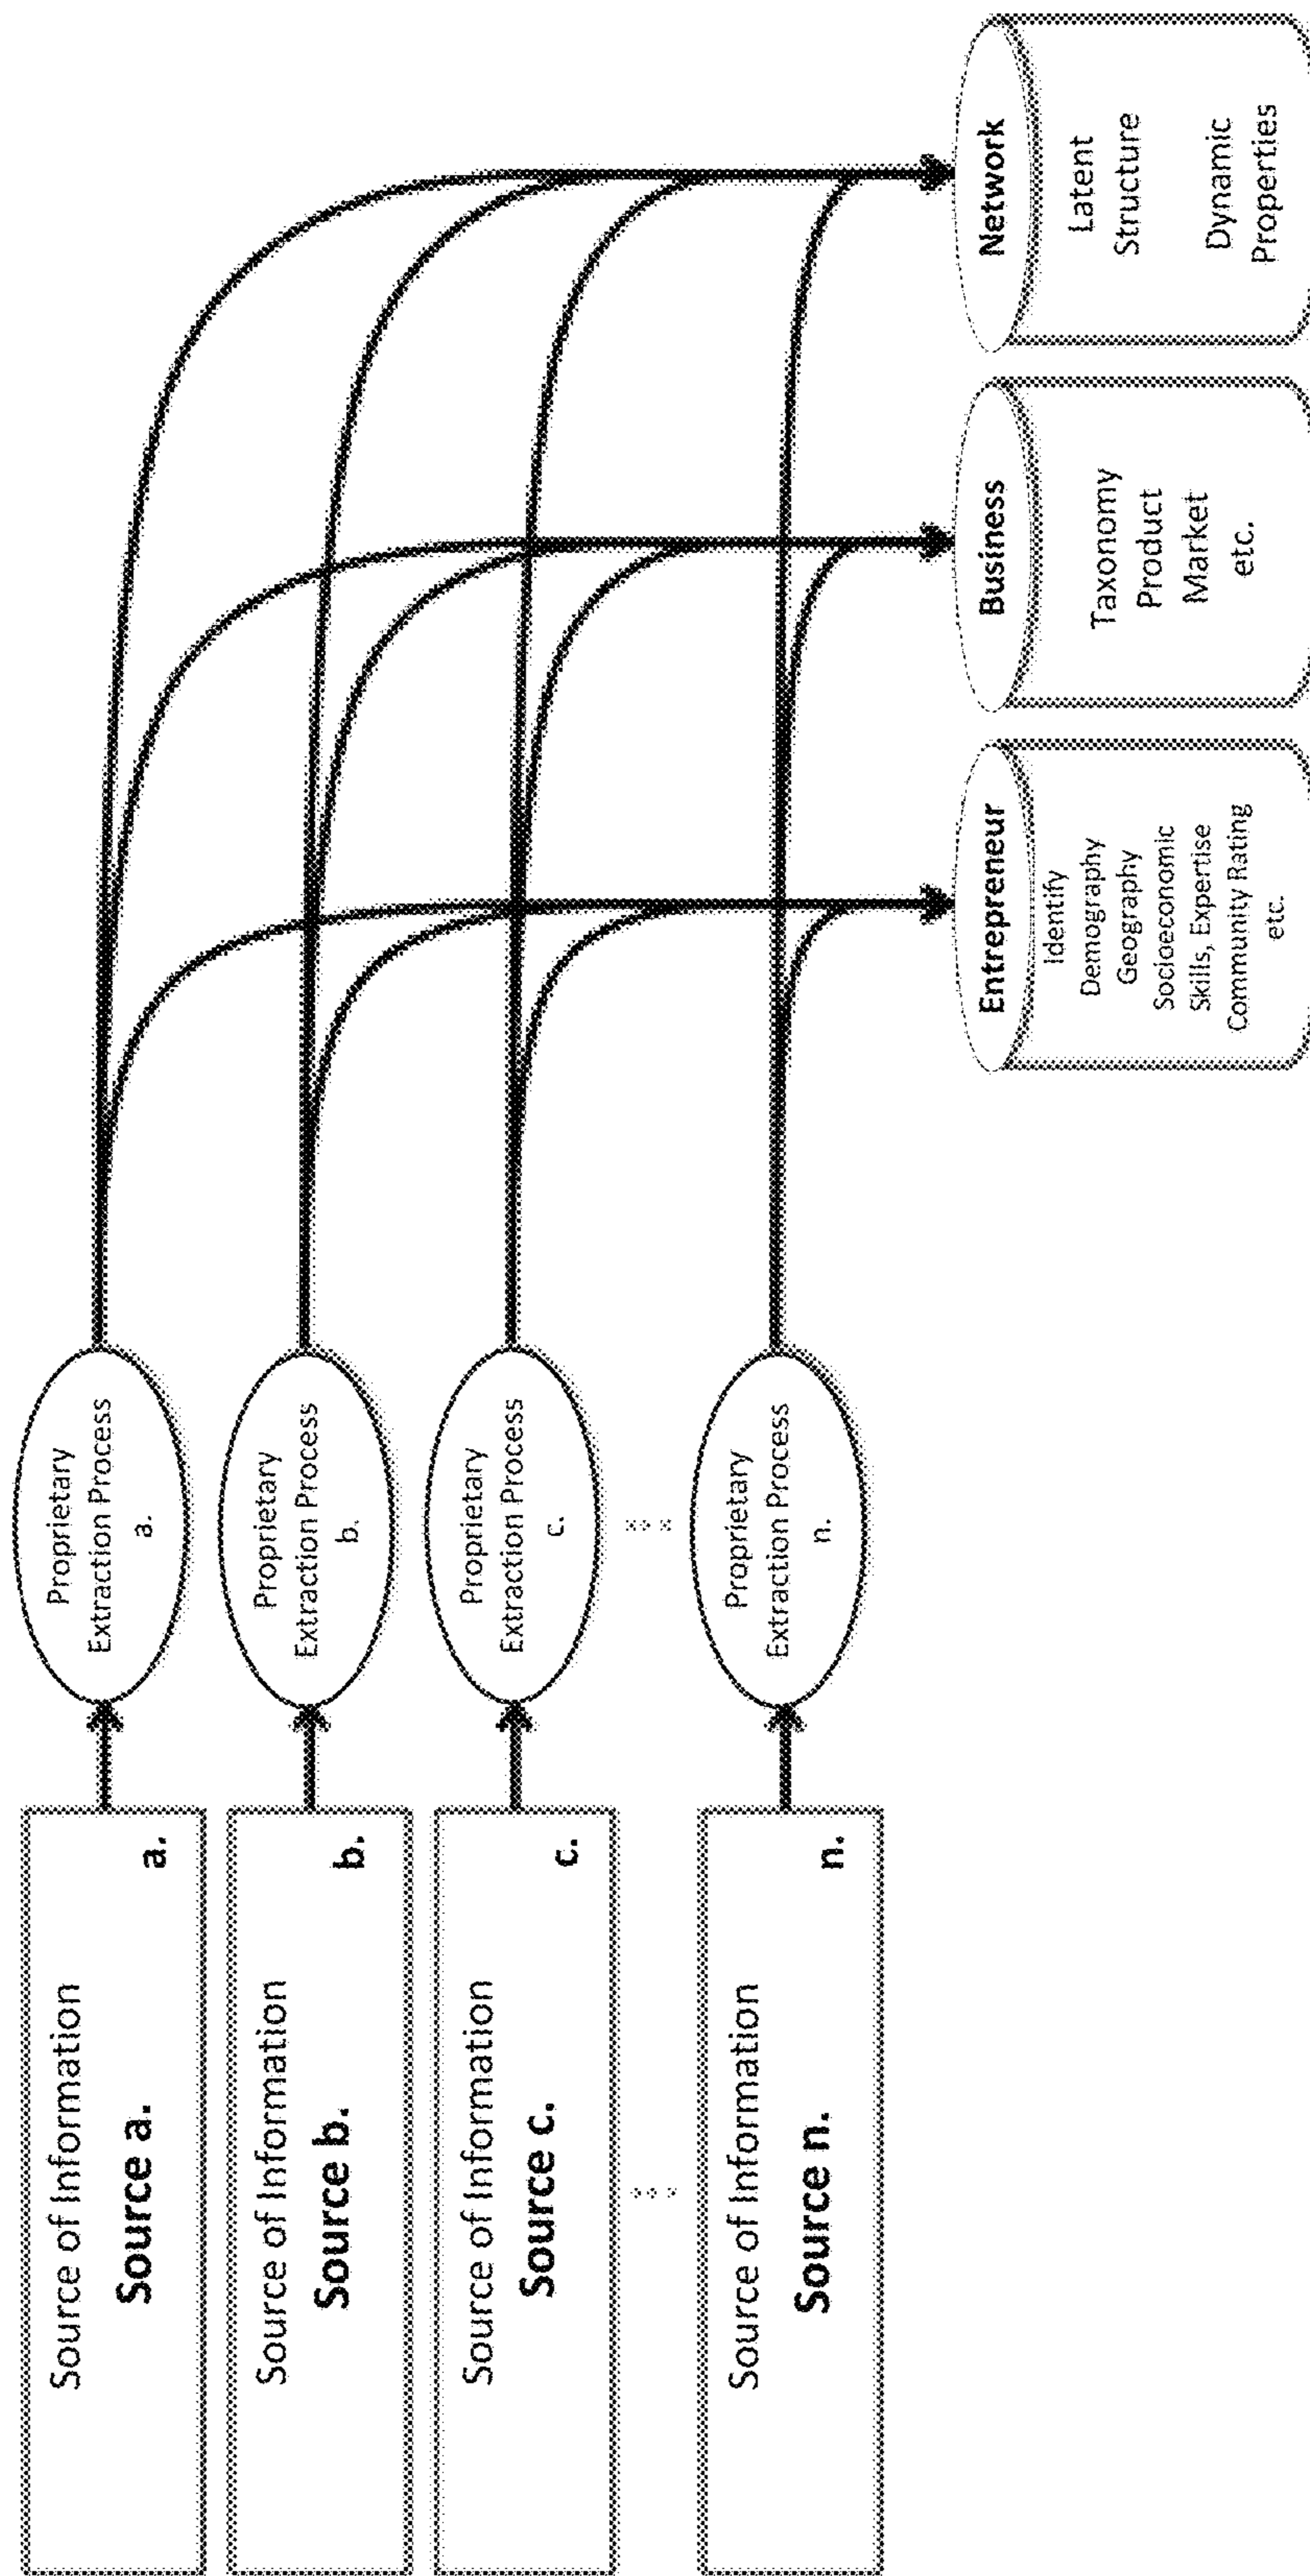 Source of Information
Source a.
a.
Proprietary
Extraction Process
a.
Source of Information
Source b.
b.
Proprietary
Extraction Process
b.
Source of Information
Source c.
c.
Proprietary
Extraction Process
c.
Source of Information
Source n.
n.
Proprietary
Extraction Process
n.
Entrepreneur
Identify
Demography
Geography
Socioeconomic
Skills, Expertise
Community Rating
etc.
Business
Taxonomy
Product
Market
etc.
Network
Latent
Structure
Dynamic
Properties